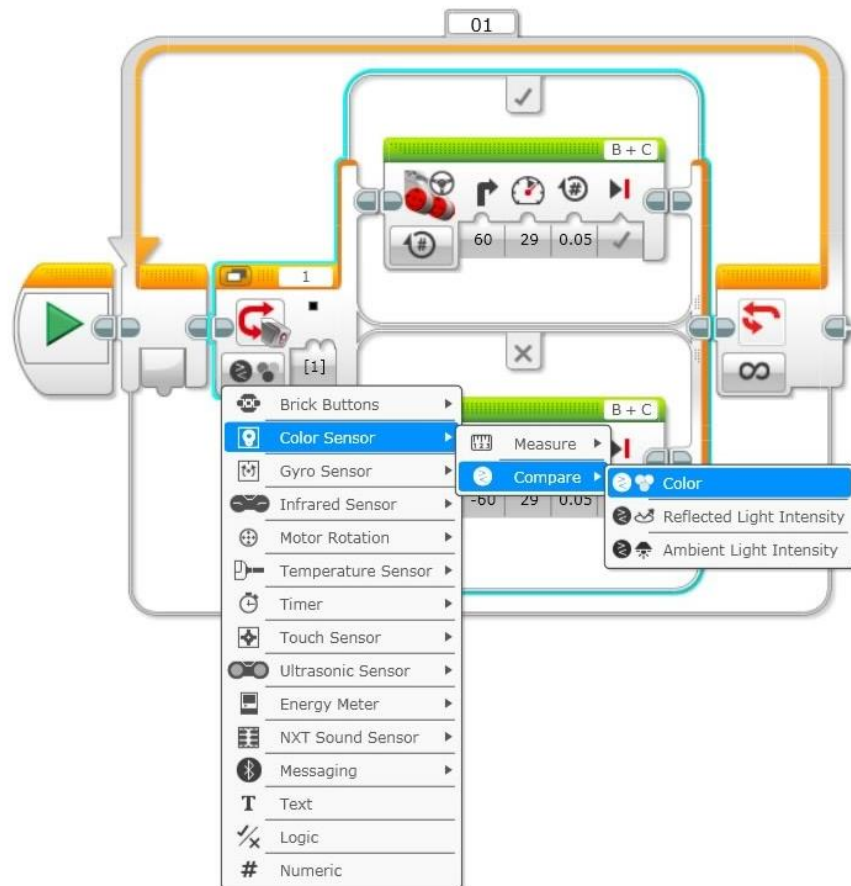 01
B + C
60 29 0.05
1
[1]
Brick Buttons
Color Sensor
Gyro Sensor
Infrared Sensor
Motor Rotation
Temperature Sensor
Timer
Touch Sensor
Ultrasonic Sensor
Energy Meter
NXT Sound Sensor
Messaging
Text
Logic
Numeric
B + C
-60 29 0.05
Measure
Compare
Color
Reflected Light Intensity
Ambient Light Intensity